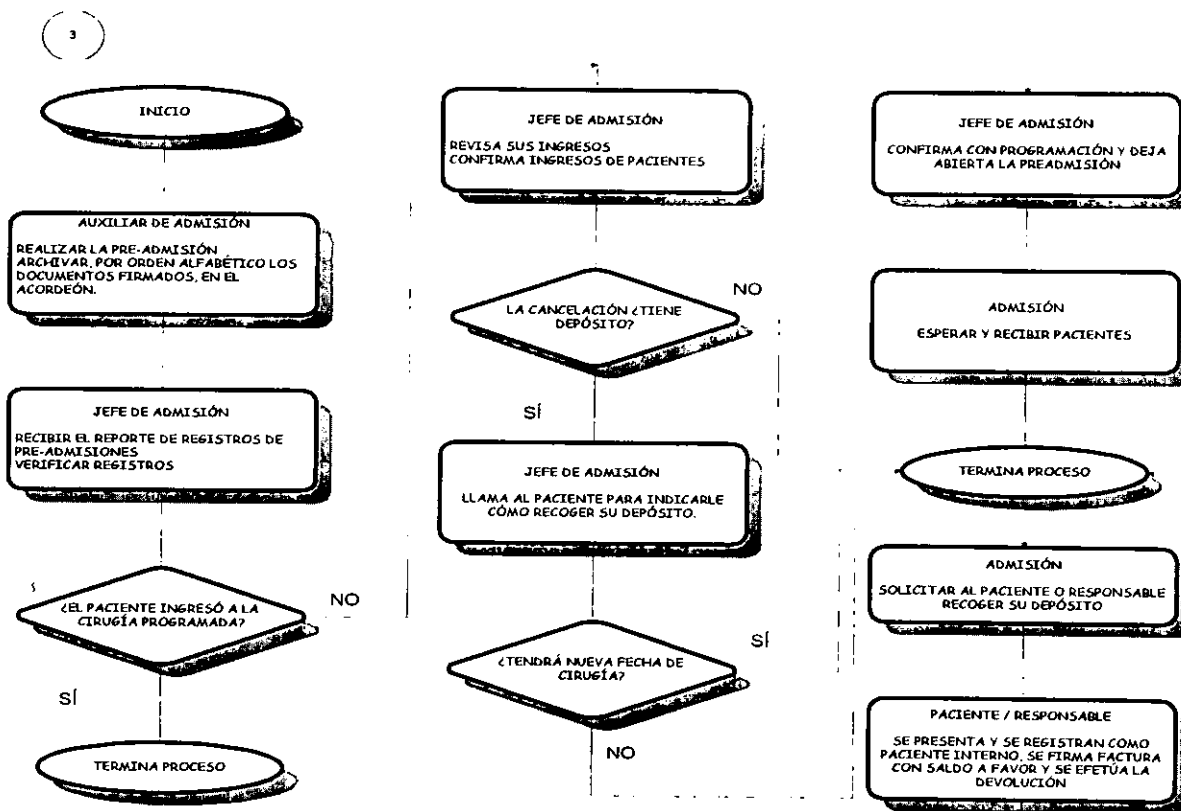 3
INICIO
AUXILIAR DE ADMISIÓN
REALIZAR LA PRE-ADMISIÓN
ARCHIVAR, POR ORDEN ALFABÉTICO LOS
DOCUMENTOS FIRMADOS, EN EL
ACORDEÓN.
JEFE DE ADMISIÓN
RECIBIR EL REPORTE DE REGISTROS DE
PRE-ADMISIONES
VERIFICAR REGISTROS
¿EL PACIENTE INGRESÓ A LA
CIRUGÍA PROGRAMADA?
NO
SÍ
TERMINA PROCESO
JEFE DE ADMISIÓN
REVISA SUS INGRESOS
CONFIRMA INGRESOS DE PACIENTES
LA CANCELACIÓN ¿TIENE
DEPÓSITO?
NO
SÍ
JEFE DE ADMISIÓN
LLAMA AL PACIENTE PARA INDICARLE
CÓMO RECOGER SU DEPÓSITO.
¿TENDRÁ NUEVA FECHA DE
CIRUGÍA?
SÍ
NO
JEFE DE ADMISIÓN
CONFIRMA CON PROGRAMACIÓN Y DEJA
ABIERTA LA PREADMISIÓN
ADMISIÓN
ESPERAR Y RECIBIR PACIENTES
TERMINA PROCESO
ADMISIÓN
SOLICITAR AL PACIENTE O RESPONSABLE
RECOGER SU DEPÓSITO
PACIENTE / RESPONSABLE
SE PRESENTA Y SE REGISTRAN COMO
PACIENTE INTERNO, SE FIRMA FACTURA
CON SALDO A FAVOR Y SE EFETÚA LA
DEVOLUCIÓN